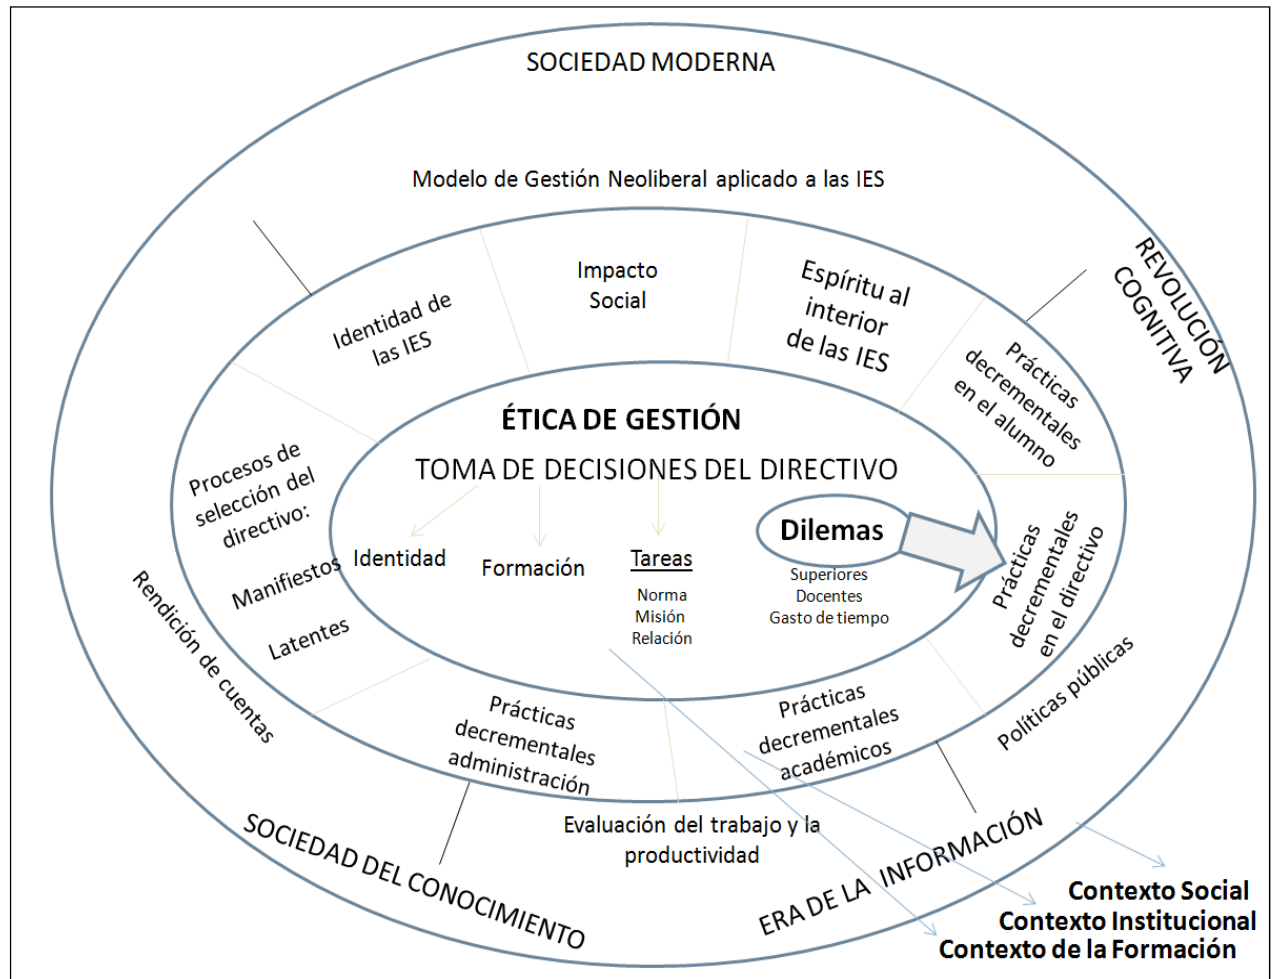 SOCIEDAD MODERNA
Modelo de Gestión Neoliberal aplicado a las IES
REVOLUCIÓN
COGNITIVA
Identidad de
las IES
Impacto
Social
Espíritu al
interior
de las IES
Prácticas
decrementales
en el alumno
ÉTICA DE GESTIÓN
TOMA DE DECISIONES DEL DIRECTIVO
Procesos de
selección del
directivo:
Manifiestos
Latentes
Identidad
Formación
Tareas
Norma
Misión
Relación
Dilemas
Superiores
Docentes
Gasto de tiempo
Prácticas
decrementales
en el directivo
Rendición de cuentas
Prácticas
decrementales
administración
Prácticas
decrementales
académicos
Políticas públicas
Evaluación del trabajo y la
productividad
SOCIEDAD DEL CONOCIMIENTO
ERA DE LA INFORMACIÓN
Contexto Social
Contexto Institucional
Contexto de la Formación